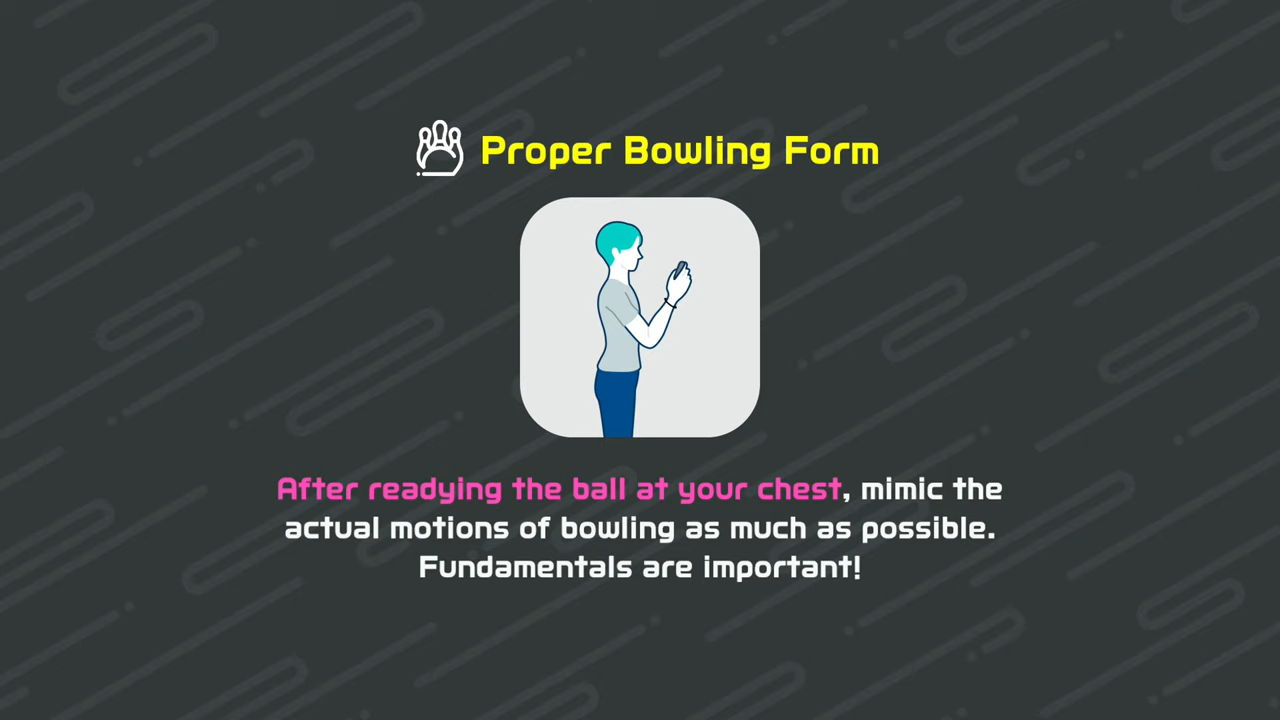 Proper Bowling Form
After readying the ball at your chest, mimic the
actual motions of bowling as much as possible.
Fundamentals are important!